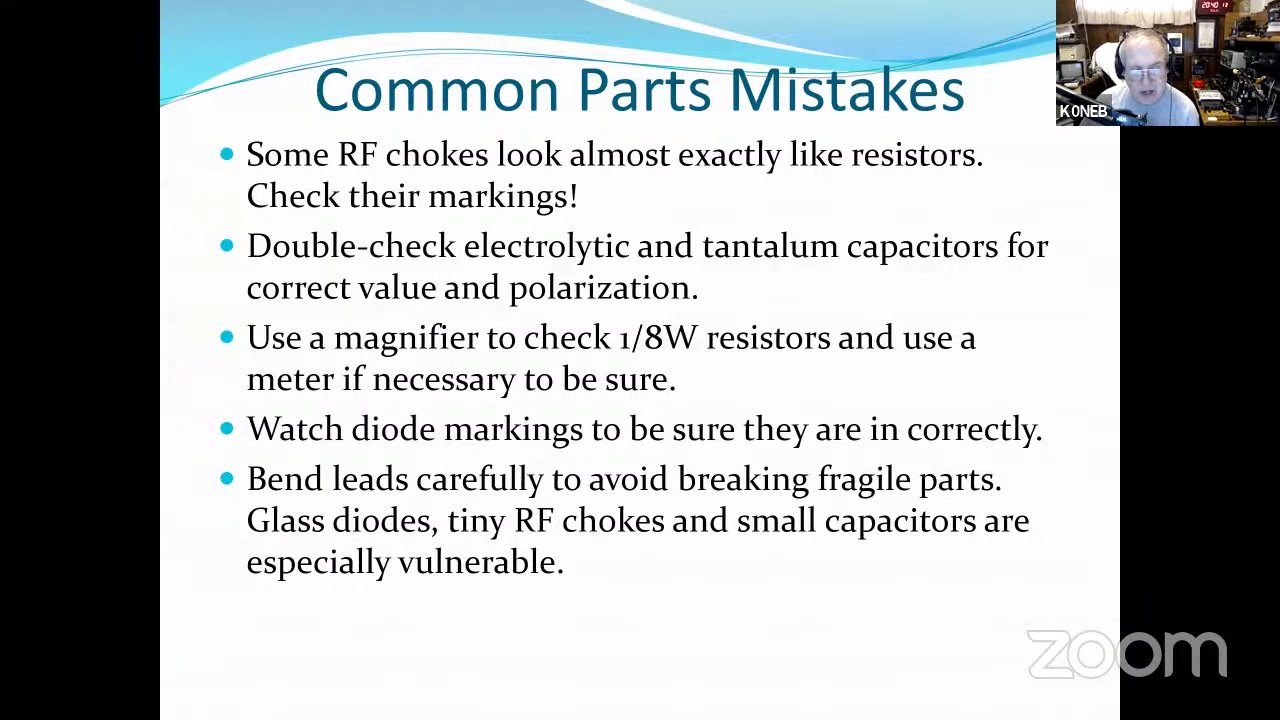 Common Parts Mistakes
Some RF chokes look almost exactly like resistors.
Check their markings!
Double-check electrolytic and tantalum capacitors for
correct value and polarization.
Use a magnifier to check 1/8W resistors and use a
meter if necessary to be sure.
Watch diode markings to be sure they are in correctly.
Bend leads carefully to avoid breaking fragile parts.
Glass diodes, tiny RF chokes and small capacitors are
especially vulnerable.
K0NEB
zoom